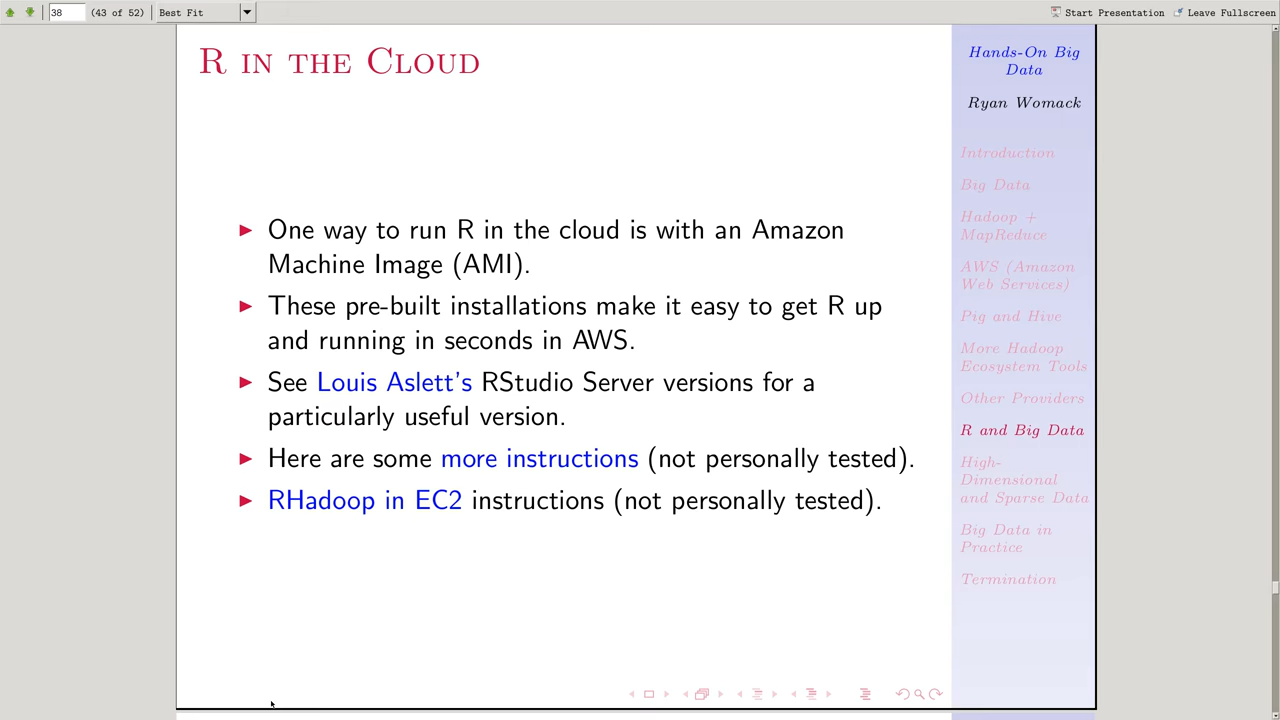 38 (43 of 52) Best Fit Start Presentation Leave Fullscreen
R in the Cloud
One way to run R in the cloud is with an Amazon
Machine Image (AMI).
These pre-built installations make it easy to get R up
and running in seconds in AWS.
See Louis Aslett's RStudio Server versions for a
particularly useful version.
Here are some more instructions (not personally tested).
RHadoop in EC2 instructions (not personally tested).
Hands-On Big
Data
Ryan Womack
Introduction
Big Data
Hadoop +
MapReduce
AWS (Amazon
Web Services)
Pig and Hive
More Hadoop
Ecosystem Tools
Other Providers
R and Big Data
High-
Dimensional
and Sparse Data
Big Data in
Practice
Termination